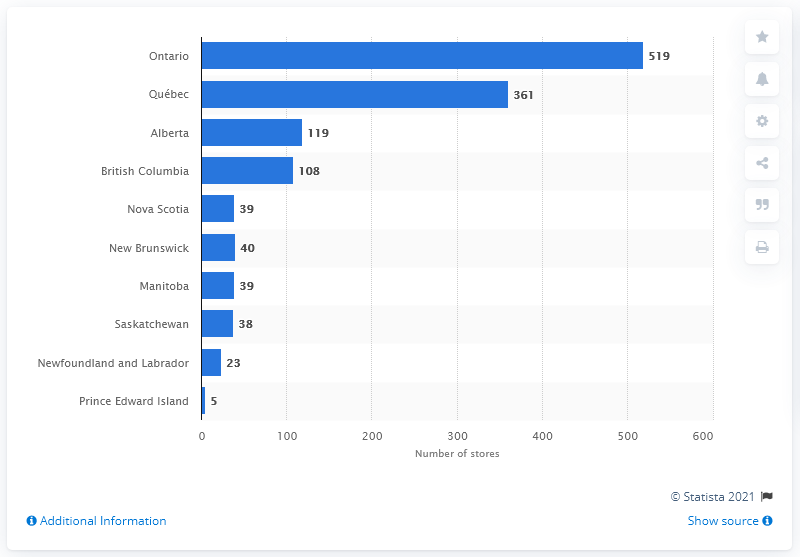 Ontario 519
Québec 361
Alberta 119
British Columbia 108
Nova Scotia 39
New Brunswick 40
Manitoba 39
Saskatchewan 38
Newfoundland and Labrador 23
Prince Edward Island 5
0 100 200 300 400 500 600
Number of stores
© Statista 2021
Additional Information
Show source